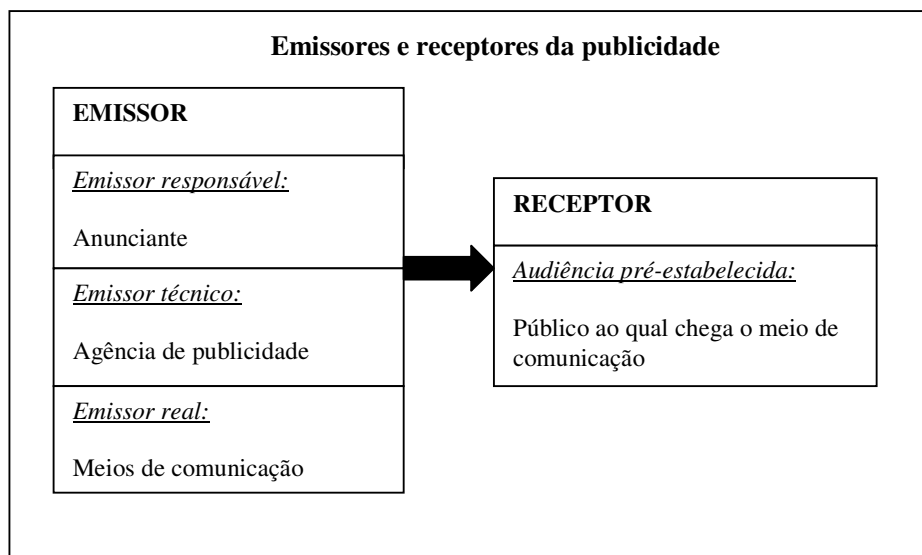 Emissores e receptores da publicidade
EMISSOR
Emissor responsável:
Anunciante
Emissor técnico:
Agência de publicidade
Emissor real:
Meios de comunicação
RECEPTOR
Audiência pré-estabelecida:
Público ao qual chega o meio de
comunicação